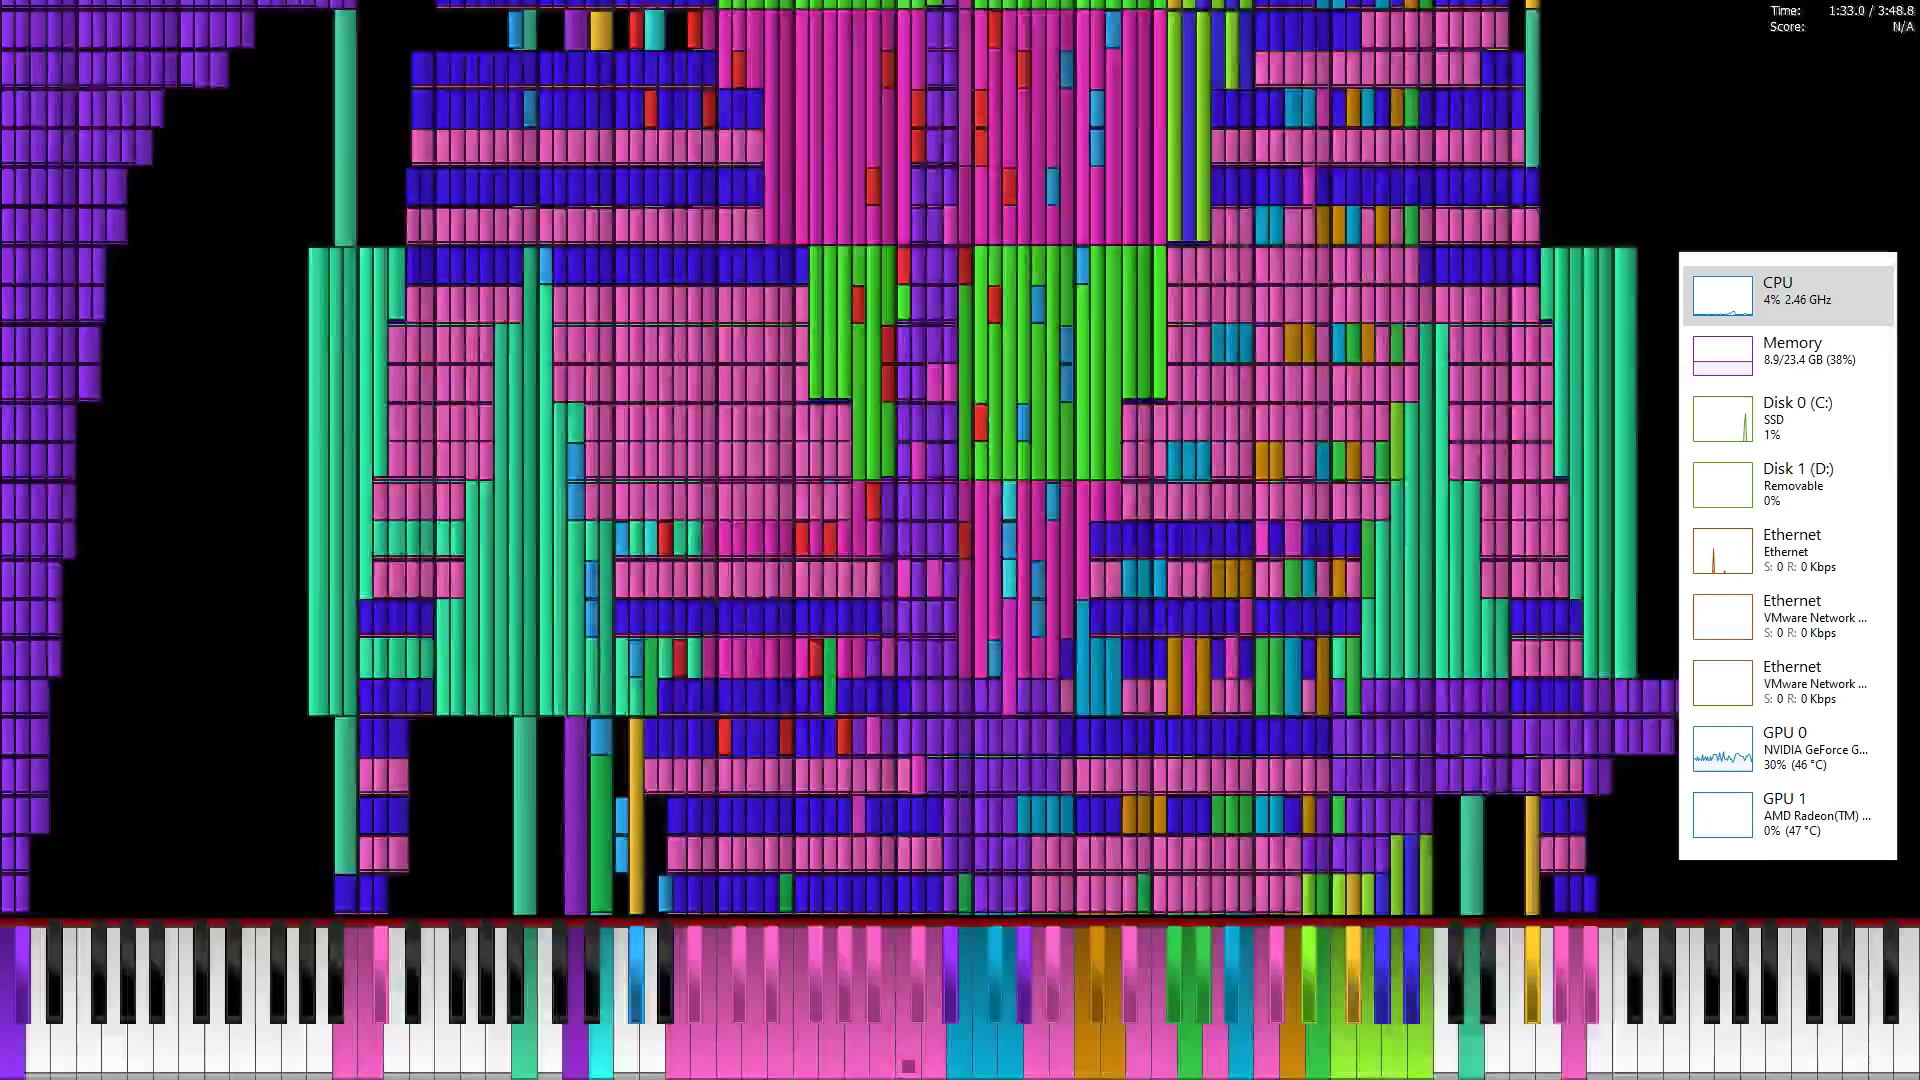 Time: 1:33.0 / 3:48.8
Score: N/A
CPU
4% 2.46 GHz
Memory
8.9/23.4 GB (38%)
Disk 0 (C:)
SSD
1%
Disk 1 (D:)
Removable
0%
Ethernet
Ethernet
S: 0 R: 0 Kbps
Ethernet
VMware Network ...
S: 0 R: 0 Kbps
Ethernet
VMware Network ...
S: 0 R: 0 Kbps
GPU 0
NVIDIA GeForce G...
30% (46 °C)
GPU 1
AMD Radeon(TM) ...
0% (47 °C)